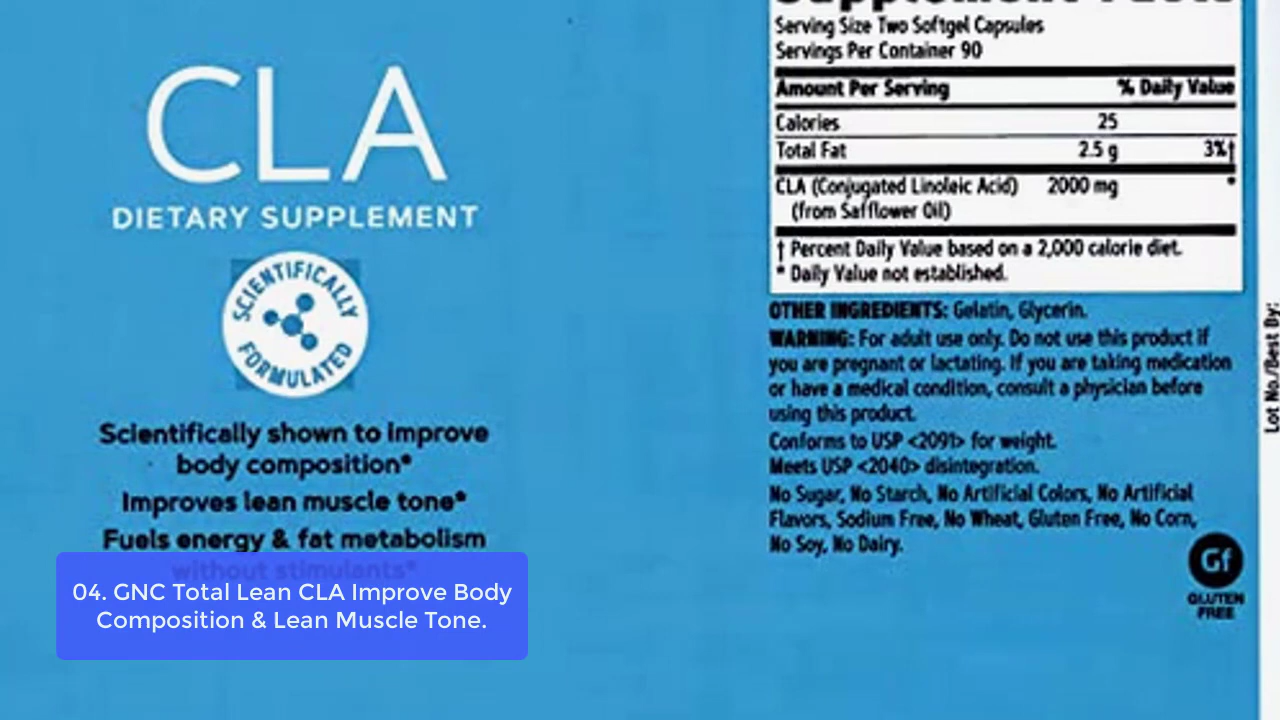 CLA
DIETARY SUPPLEMENT
SCIENTIFICALLY
FORMULATED
Scientifically shown to improve
body composition*
Improves lean muscle tone*
Fuels energy & fat metabolism
without stimulants*
04. GNC Total Lean CLA Improve Body
Composition & Lean Muscle Tone.
Supplement Facts
Serving Size Two Softgel Capsules
Servings Per Container 90
Amount Per Serving % Daily Value
Calories 25
Total Fat 2.5 g 3%†
CLA (Conjugated Linoleic Acid) 2000 mg *
(from Safflower Oil)
† Percent Daily Value based on a 2,000 calorie diet.
* Daily Value not established.
OTHER INGREDIENTS: Gelatin, Glycerin.
WARNING: For adult use only. Do not use this product if
you are pregnant or lactating. If you are taking medication
or have a medical condition, consult a physician before
using this product.
Conforms to USP <2091> for weight.
Meets USP <2040> disintegration.
No Sugar, No Starch, No Artificial Colors, No Artificial
Flavors, Sodium Free, No Wheat, Gluten Free, No Corn,
No Soy, No Dairy.
Gf
GLUTEN
FREE
Lot No./Best By: